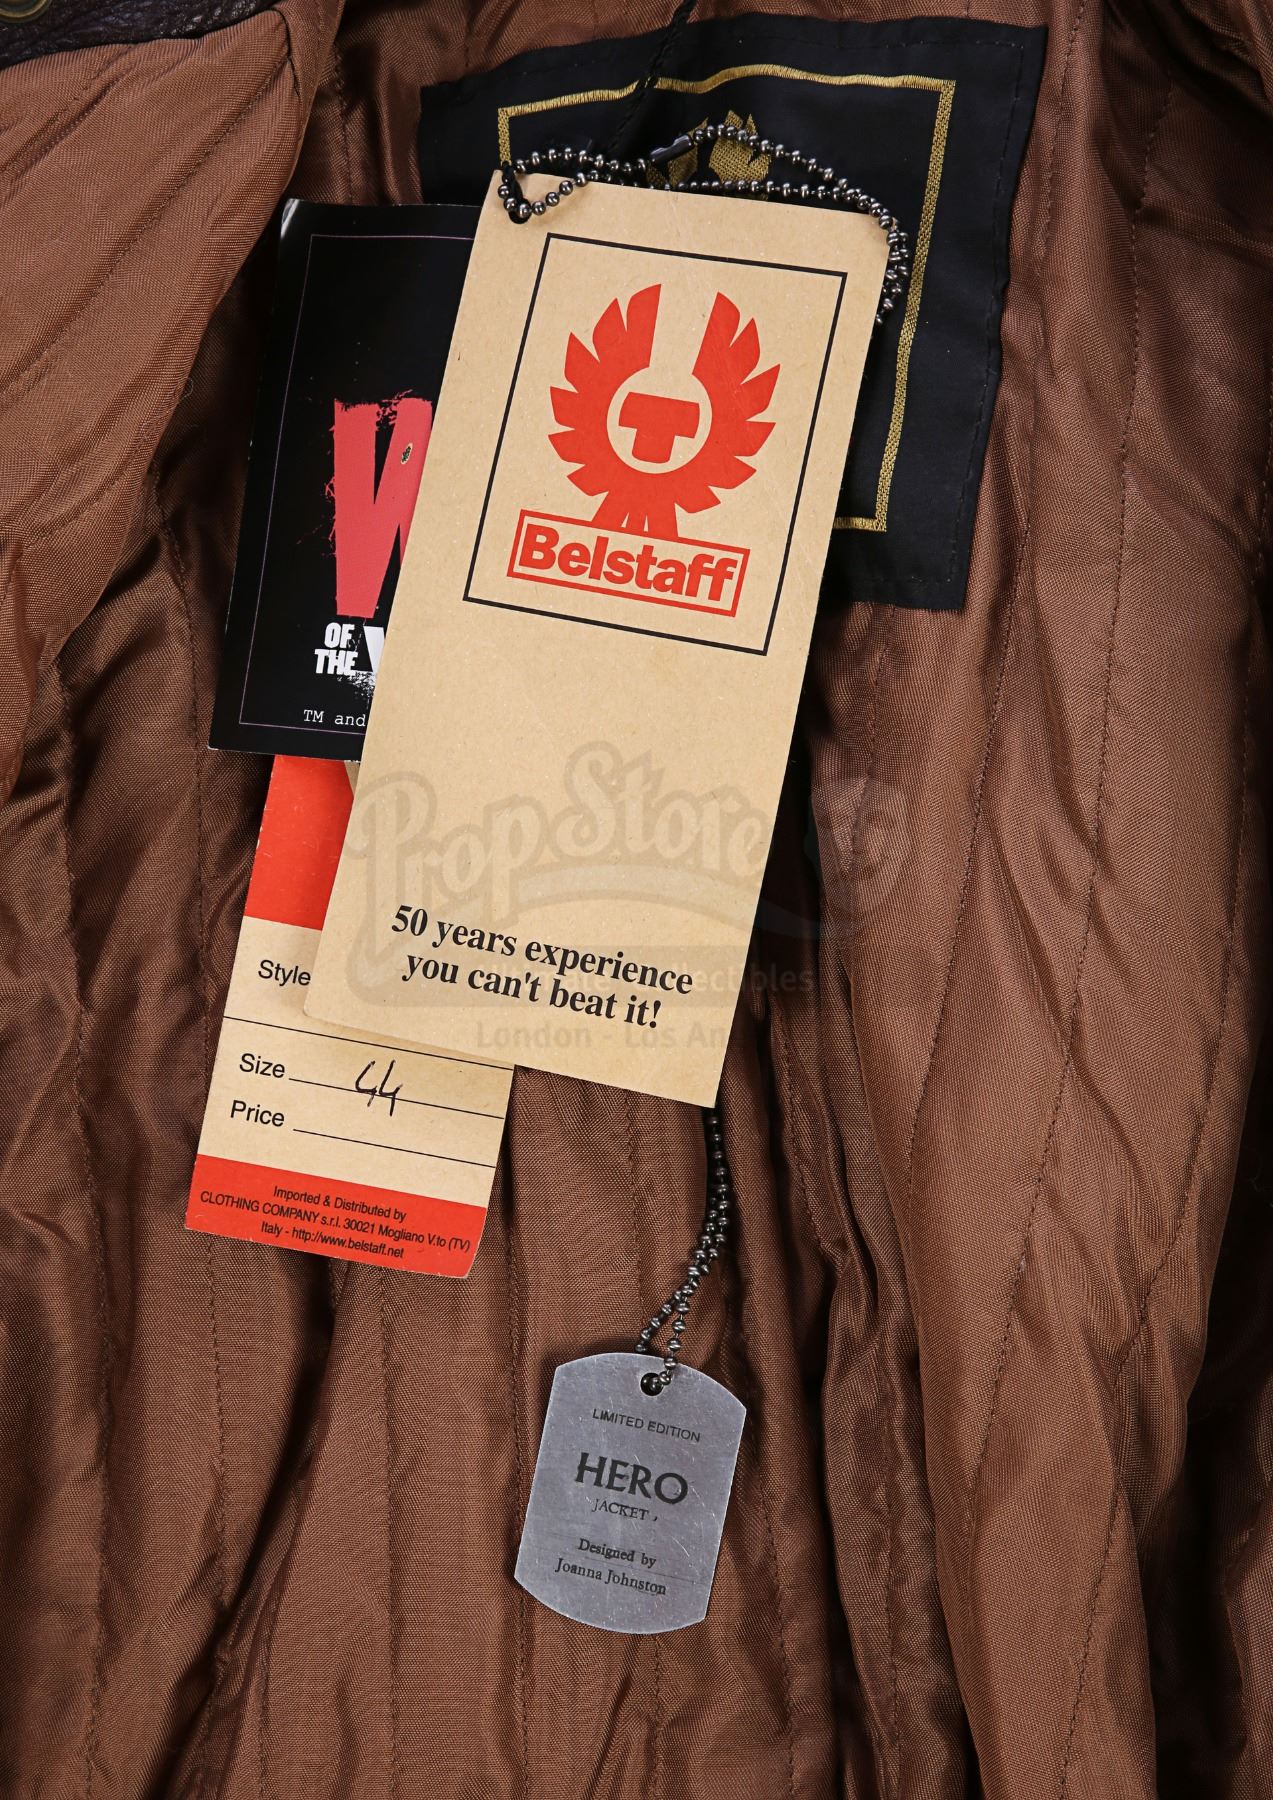 W
OF
THE
TM and
Belstaff
50 years experience
you can't beat it!
Style
Size 44
Price
Imported & Distributed by
CLOTHING COMPANY s.r.l. 30021 Mogliano V.to (TV)
Italy - http://www.belstaff.net
LIMITED EDITION
HERO
JACKET
Designed by
Joanna Johnston
PropStore
London - Los An